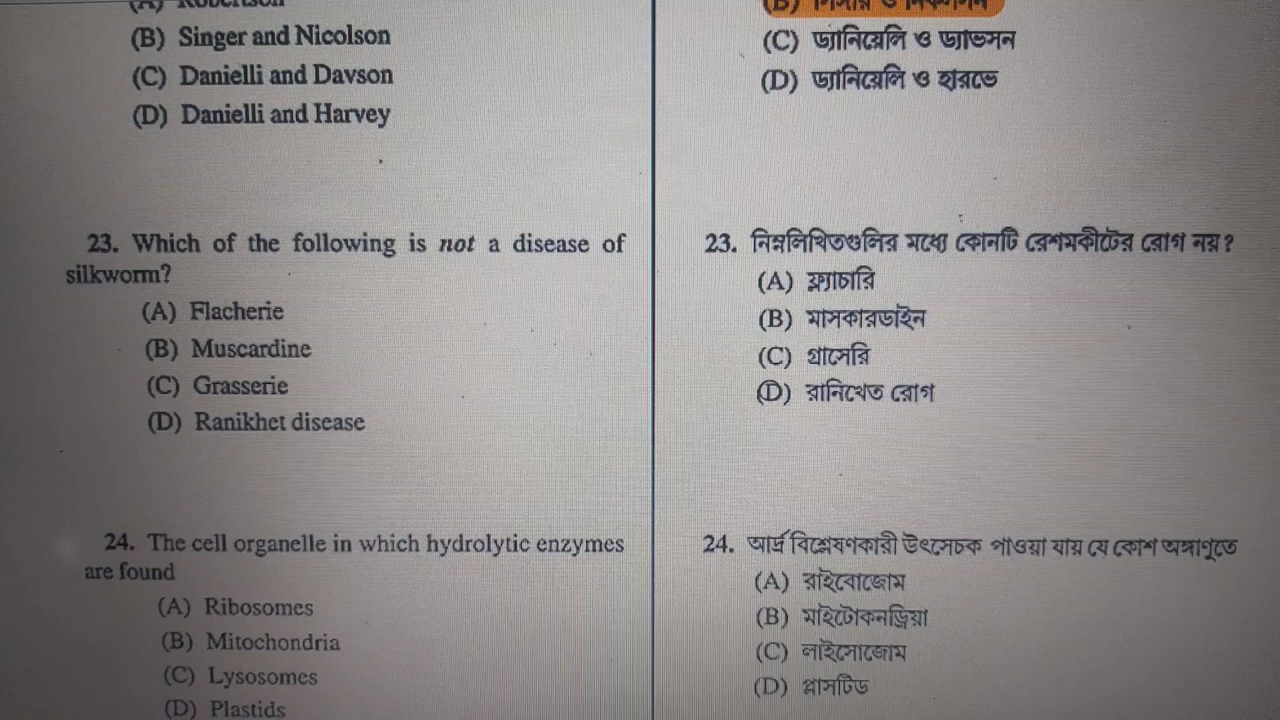 (A) Robertson
(B) Singer and Nicolson
(C) Danielli and Davson
(D) Danielli and Harvey
23. Which of the following is not a disease of
silkworm?
(A) Flacherie
(B) Muscardine
(C) Grasserie
(D) Ranikhet disease
24. The cell organelle in which hydrolytic enzymes
are found
(A) Ribosomes
(B) Mitochondria
(C) Lysosomes
(D) Plastids
(B) সিঙ্গার ও নিকলসন
(C) ড্যানিয়েলি ও ড্যাভসন
(D) ড্যানিয়েলি ও হারভে
23. নিম্নলিখিতগুলির মধ্যে কোনটি রেশমকীটের রোগ নয় ?
(A) ফ্ল্যাচারি
(B) মাসকারডাইন
(C) গ্রাসেরি
(D) রানিখেত রোগ
24. আর্দ্র বিশ্লেষণকারী উৎসেচক পাওয়া যায় যে কোশ অঙ্গাণুতে
(A) রাইবোজোম
(B) মাইটোকনড্রিয়া
(C) লাইসোজোম
(D) প্লাসটিড